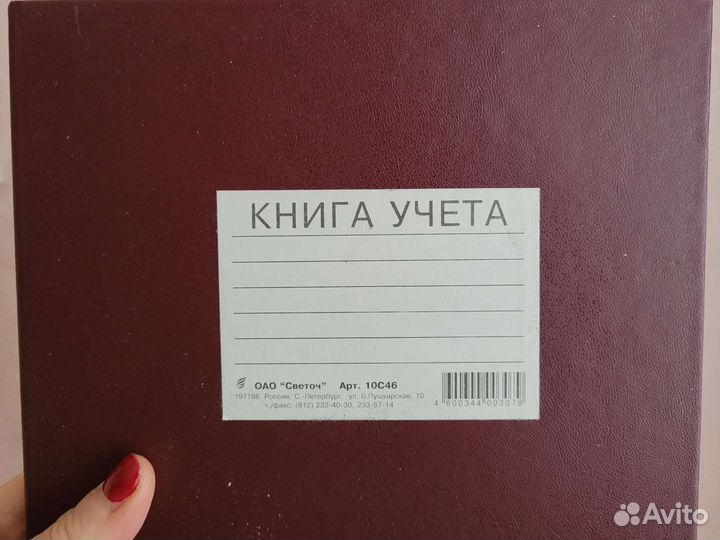 КНИГА УЧЕТА
ОАО "Светоч" Арт. 10С46
197198, Россия, С.-Петербург, ул. Б.Пушкарская, 10
т./факс: (812) 232-40-30, 233-57-14
4 600344 003079
Avito